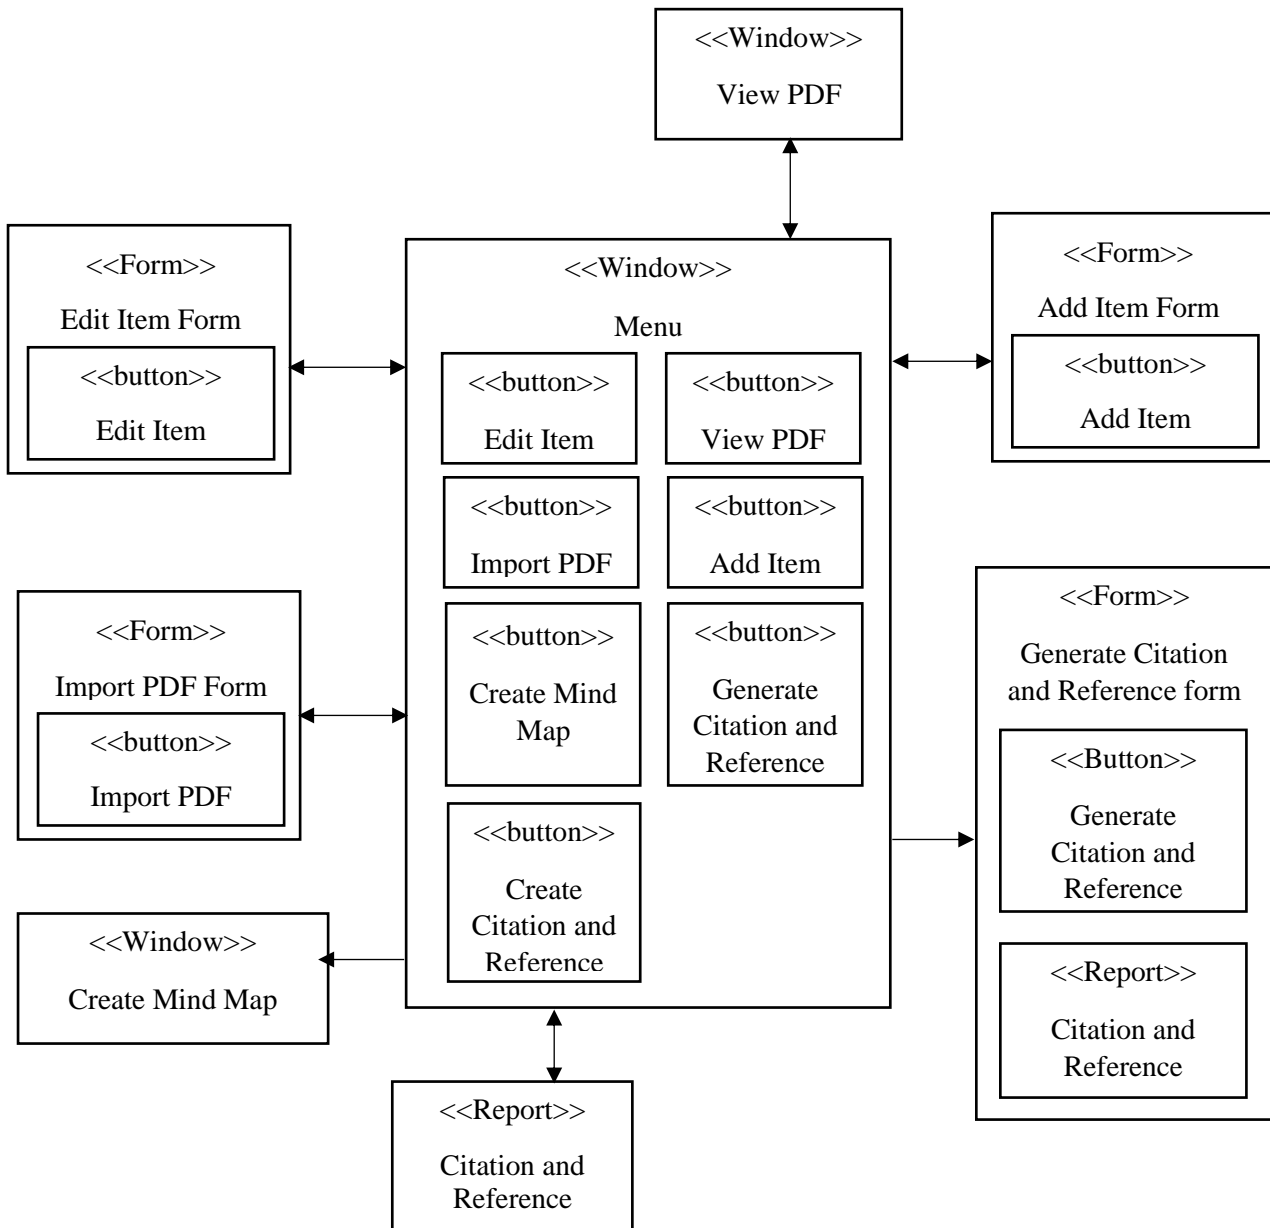 <<Window>>
View PDF
<<Form>>
Edit Item Form
<<button>>
Edit Item
<<Window>>
Menu
<<button>>
Edit Item
<<button>>
View PDF
<<button>>
Import PDF
<<button>>
Add Item
<<button>>
Create Mind
Map
<<button>>
Generate
Citation and
Reference
<<button>>
Create
Citation and
Reference
<<Form>>
Add Item Form
<<button>>
Add Item
<<Form>>
Import PDF Form
<<button>>
Import PDF
<<Form>>
Generate Citation
and Reference form
<<Button>>
Generate
Citation and
Reference
<<Report>>
Citation and
Reference
<<Window>>
Create Mind Map
<<Report>>
Citation and
Reference